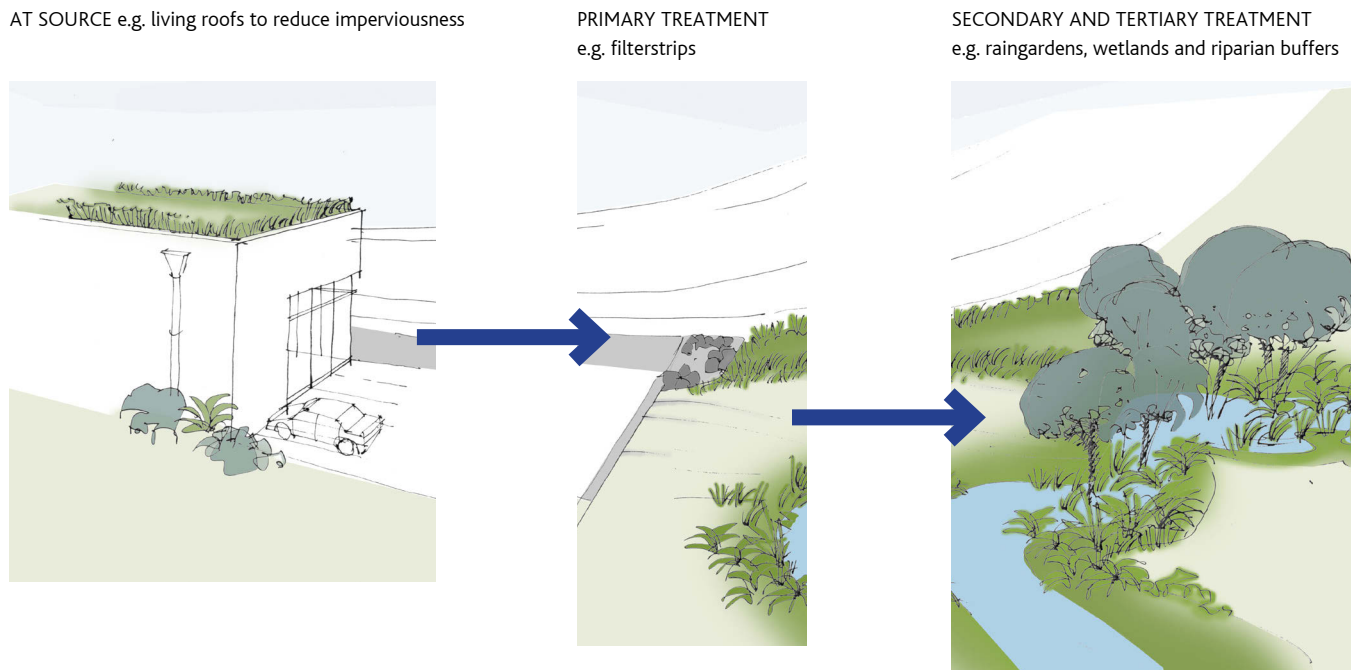 AT SOURCE e.g. living roofs to reduce imperviousness
PRIMARY TREATMENT
e.g. filterstrips
SECONDARY AND TERTIARY TREATMENT
e.g. raingardens, wetlands and riparian buffers